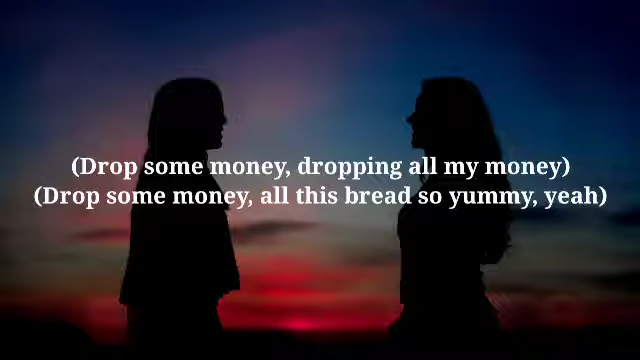 (Drop some money, dropping all my money)
(Drop some money, all this bread so yummy, yeah)